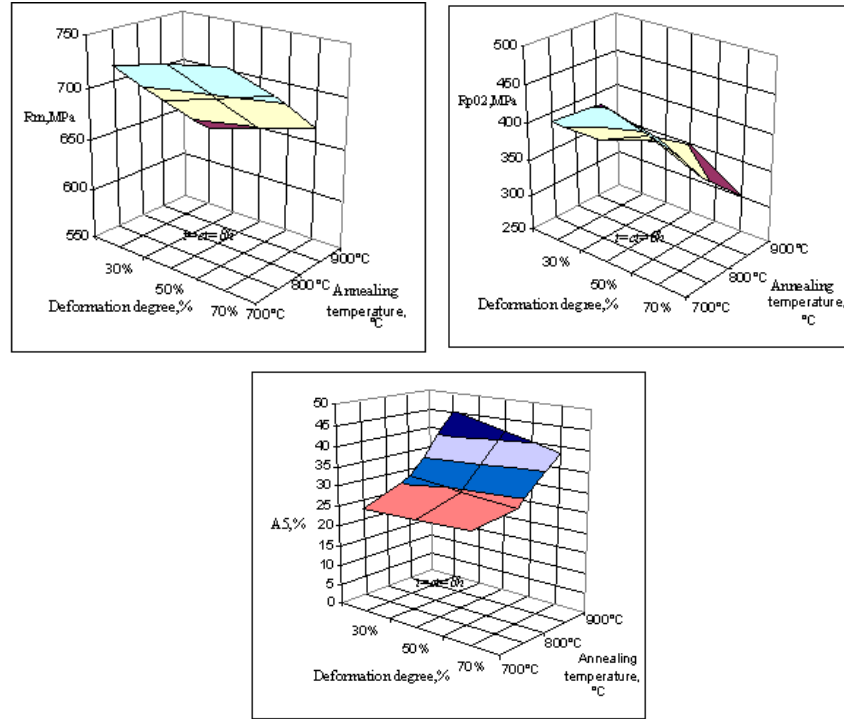 750
700
Rm,MPa
650
600
550
30%
50%
70%
700°C
800°C
900°C
Deformation degree,%
Annealing
temperature,
°C
500
450
Rp02,MPa
400
350
300
250
t=ct=6h
30%
50%
70%
700°C
800°C
900°C
Deformation degree,%
Annealing
temperature,
°C
50
45
40
35
30
25
A5,%
20
15
10
5
0
30%
50%
70%
700°C
800°C
900°C
Deformation degree,%
Annealing
temperature,
°C